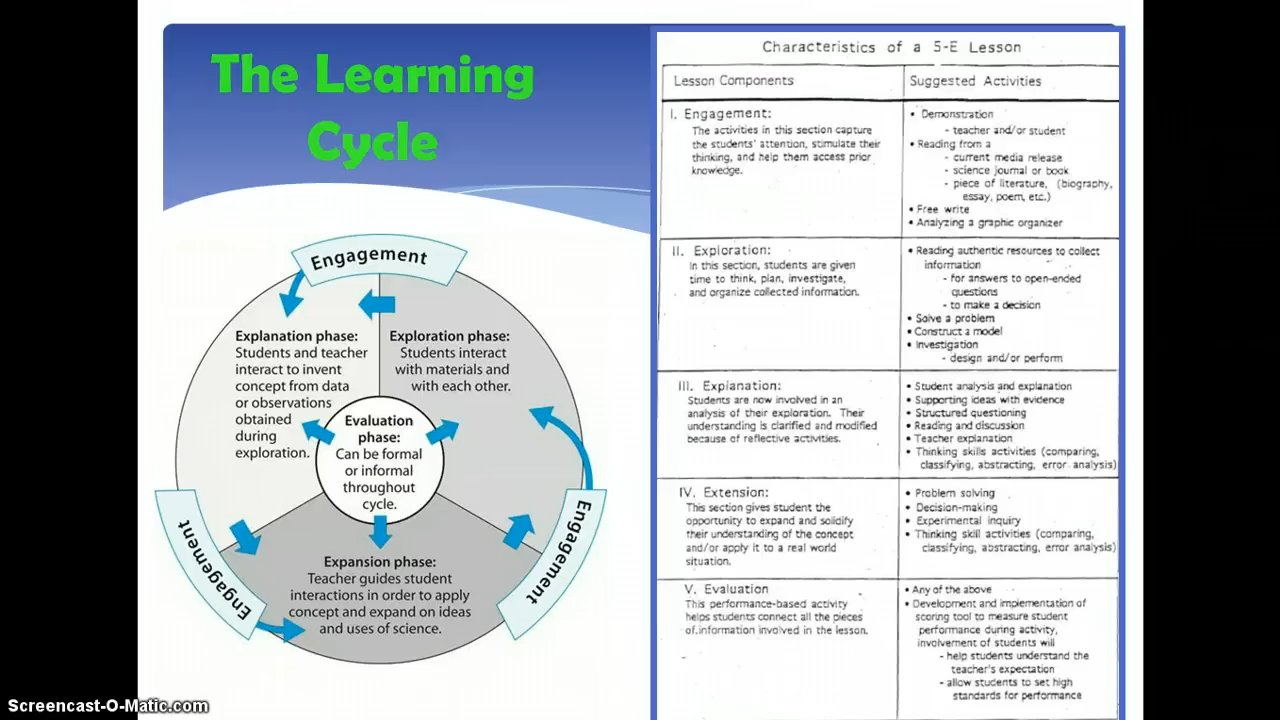 The Learning
Cycle
Engagement
Explanation phase:
Students and teacher
interact to invent
concept from data
or observations
obtained
during
exploration.
Exploration phase:
Students interact
with materials and
with each other.
Evaluation
phase:
Can be formal
or informal
throughout
cycle.
Engagement
Engagement
Expansion phase:
Teacher guides student
interactions in order to apply
concept and expand on ideas
and uses of science.
Characteristics of a 5-E Lesson
Lesson Components
Suggested Activities
I. Engagement:
The activities in this section capture
the students' attention, stimulate their
thinking, and help them access prior
knowledge.
• Demonstration
- teacher and/or student
• Reading from a
- current media release
- science journal or book
- piece of literature, (biography,
essay, poem, etc.)
• Free write
• Analyzing a graphic organizer
II. Exploration:
In this section, students are given
time to think, plan, investigate,
and organize collected information.
• Reading authentic resources to collect
information
- for answers to open-ended
questions
- to make a decision
• Solve a problem
• Construct a model
• Investigation
- design and/or perform
III. Explanation:
Students are now involved in an
analysis of their exploration. Their
understanding is clarified and modified
because of reflective activities.
• Student analysis and explanation
• Supporting ideas with evidence
• Structured questioning
• Reading and discussion
• Teacher explanation
• Thinking skills activities (comparing,
classifying, abstracting, error analysis)
IV. Extension:
This section gives student the
opportunity to expand and solidify
their understanding of the concept
and/or apply it to a real world
situation.
• Problem solving
• Decision-making
• Experimental inquiry
• Thinking skill activities (comparing,
classifying, abstracting, error analysis)
V. Evaluation
This performance-based activity
helps students connect all the pieces
of information involved in the lesson.
• Any of the above
• Development and implementation of
scoring tool to measure student
performance during activity,
involvement of students will
- help students understand the
teacher's expectation
- allow students to set high
standards for performance
Screencast-O-Matic.com